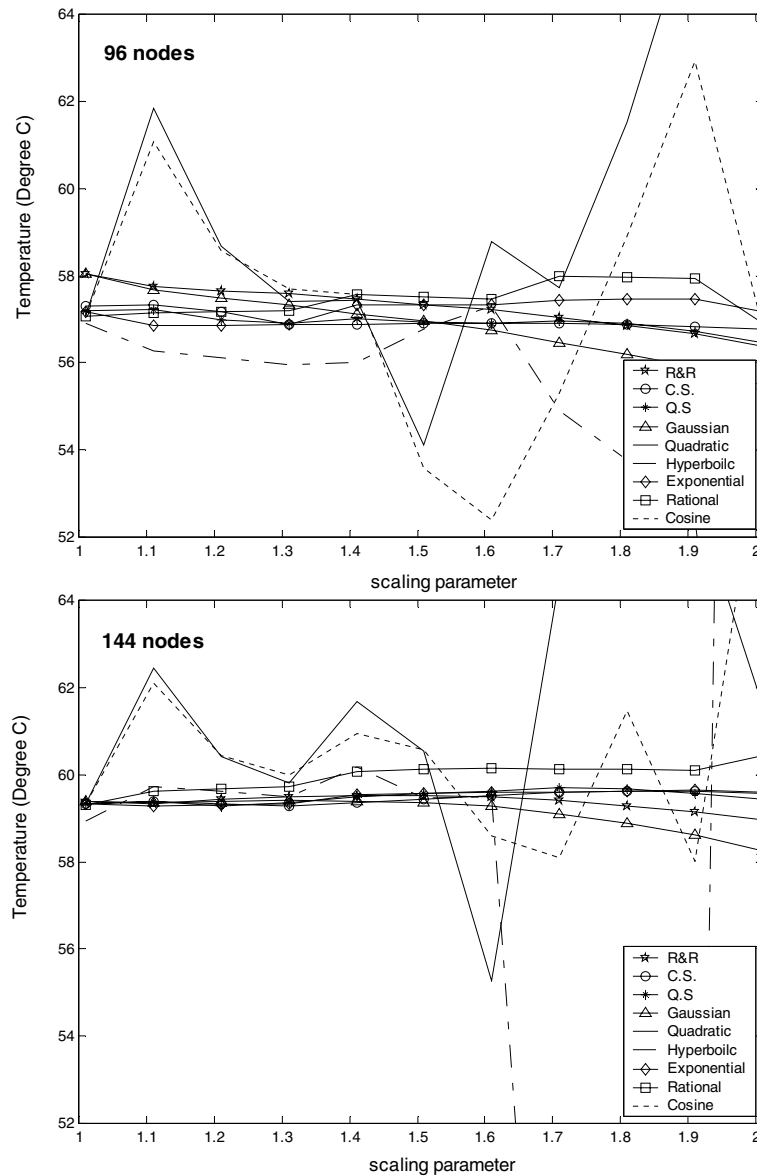 64
62
60
58
56
54
52
Temperature (Degree C)
96 nodes
R&R
C.S.
Q.S
Gaussian
Quadratic
Hyperboilc
Exponential
Rational
Cosine
1 1.1 1.2 1.3 1.4 1.5 1.6 1.7 1.8 1.9 2
scaling parameter
64
62
60
58
56
54
52
Temperature (Degree C)
144 nodes
R&R
C.S.
Q.S
Gaussian
Quadratic
Hyperboilc
Exponential
Rational
Cosine
1 1.1 1.2 1.3 1.4 1.5 1.6 1.7 1.8 1.9 2
scaling parameter